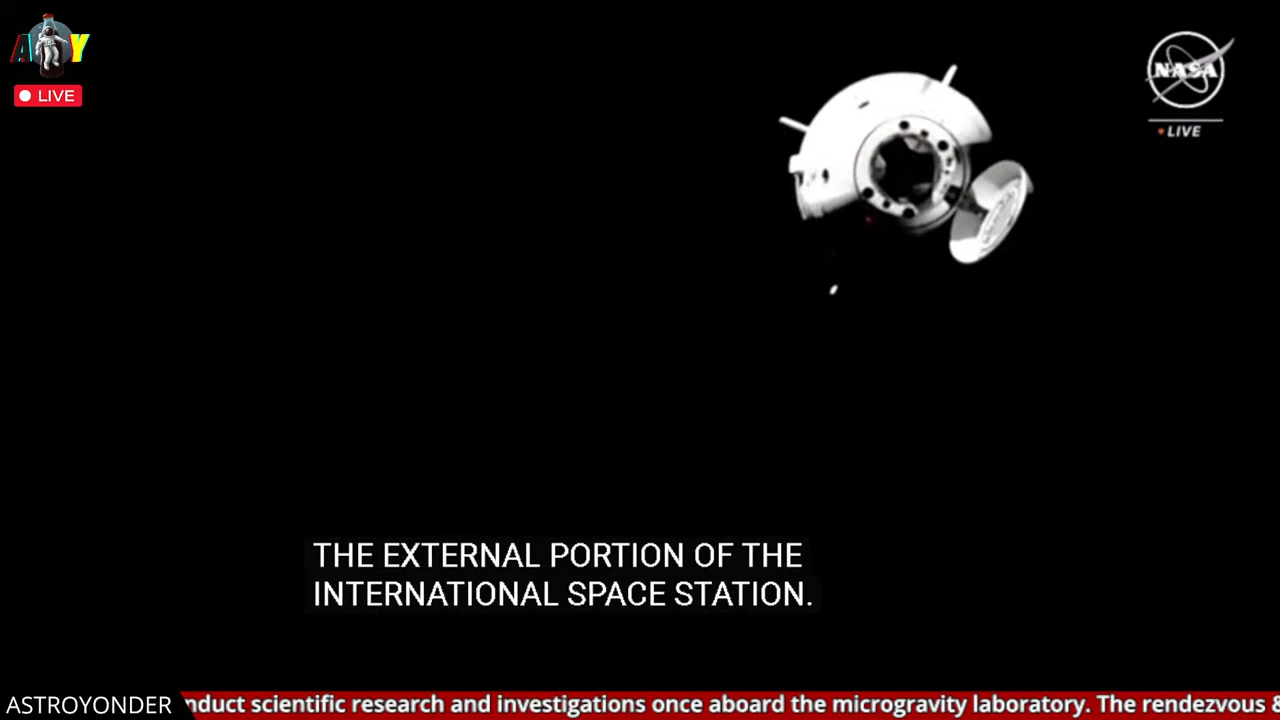 A Y
LIVE
NASA
LIVE
THE EXTERNAL PORTION OF THE
INTERNATIONAL SPACE STATION.
ASTROYONDER
nduct scientific research and investigations once aboard the microgravity laboratory. The rendezvous &